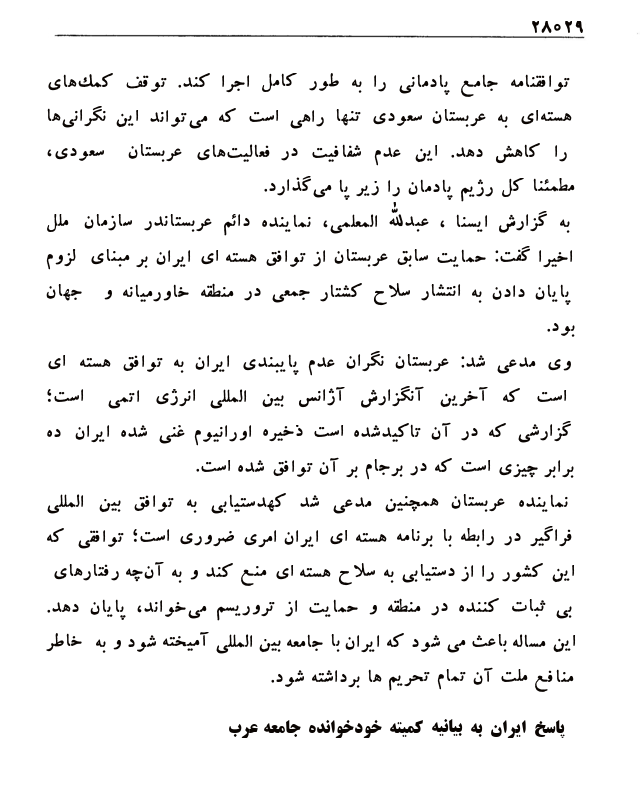 ۲۸۰۲۹
توافقنامه جامع پادمانی را به طور کامل اجرا کند. توقف کمك‌های
هسته‌ای به عربستان سعودی تنها راهی است که می‌تواند این نگرانی‌ها
را کاهش دهد. این عدم شفافیت در فعالیت‌های عربستان سعودی،
مطمئنا کل رژیم پادمان را زیر پا می‌گذارد.
به گزارش ایسنا ، عبدلله المعلمی، نماینده دائم عربستاندر سازمان ملل
اخیرا گفت: حمایت سابق عربستان از توافق هسته ای ایران بر مبنای لزوم
پایان دادن به انتشار سلاح کشتار جمعی در منطقه خاورمیانه و جهان
بود.
وی مدعی شد: عربستان نگران عدم پایبندی ایران به توافق هسته ای
است که آخرین آنگزارش آژانس بین المللی انرژی اتمی است؛
گزارشی که در آن تاکیدشده است ذخیره اورانیوم غنی شده ایران ده
برابر چیزی است که در برجام بر آن توافق شده است.
نماینده عربستان همچنین مدعی شد کهدستیابی به توافق بین المللی
فراگیر در رابطه با برنامه هسته ای ایران امری ضروری است؛ توافقی که
این کشور را از دستیابی به سلاح هسته ای منع کند و به آن‌چه رفتارهای
بی ثبات کننده در منطقه و حمایت از تروریسم می‌خواند، پایان دهد.
این مساله باعث می شود که ایران با جامعه بین المللی آمیخته شود و به خاطر
منافع ملت آن تمام تحریم ها برداشته شود.
پاسخ ایران به بیانیه کمیته خودخوانده جامعه عرب